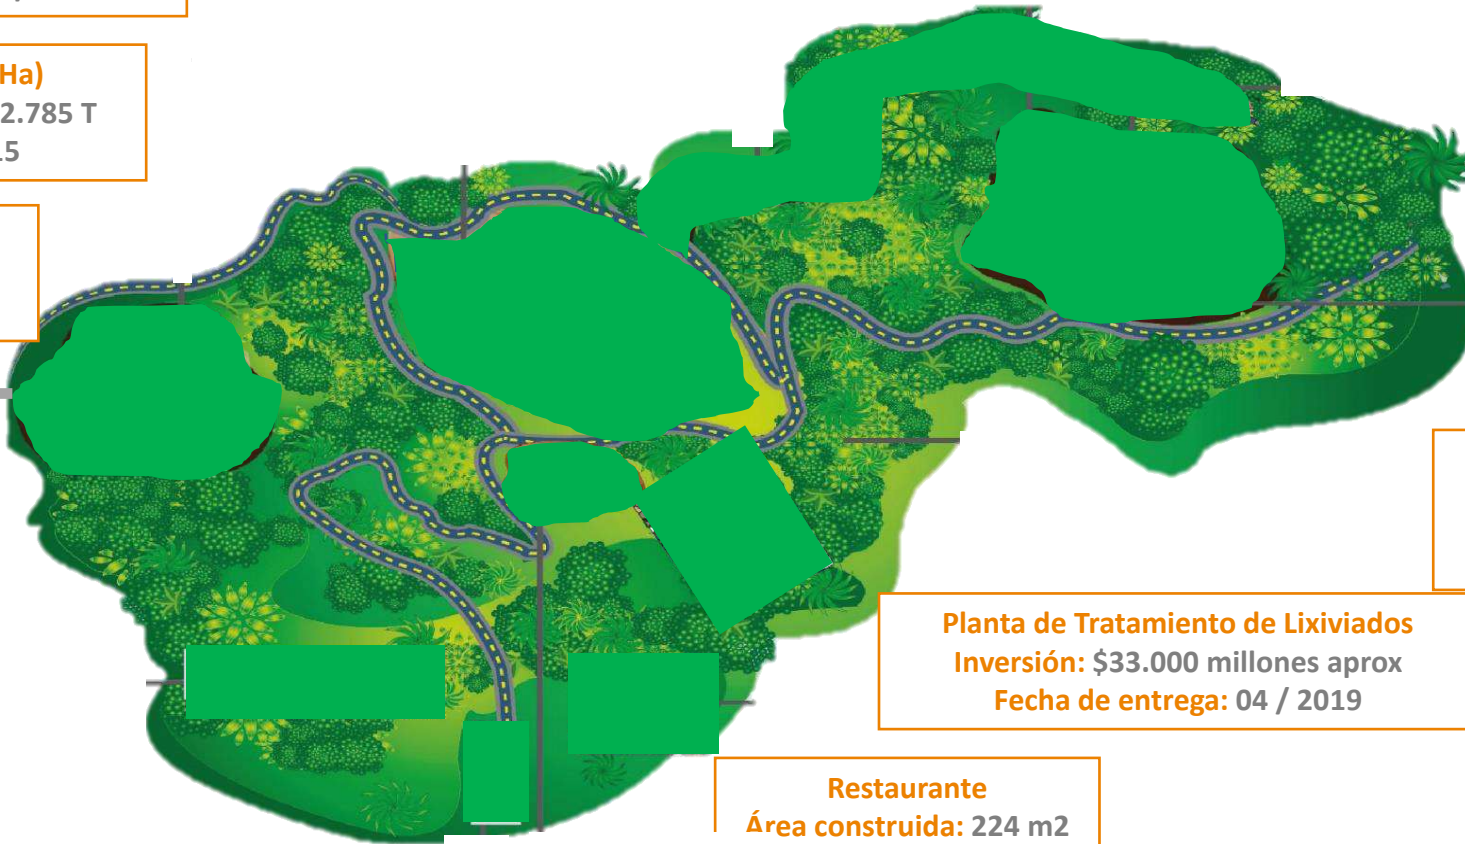 Ha)
2.785 T
15
Planta de Tratamiento de Lixiviados
Inversión: $33.000 millones aprox
Fecha de entrega: 04 / 2019
Restaurante
Área construida: 224 m2